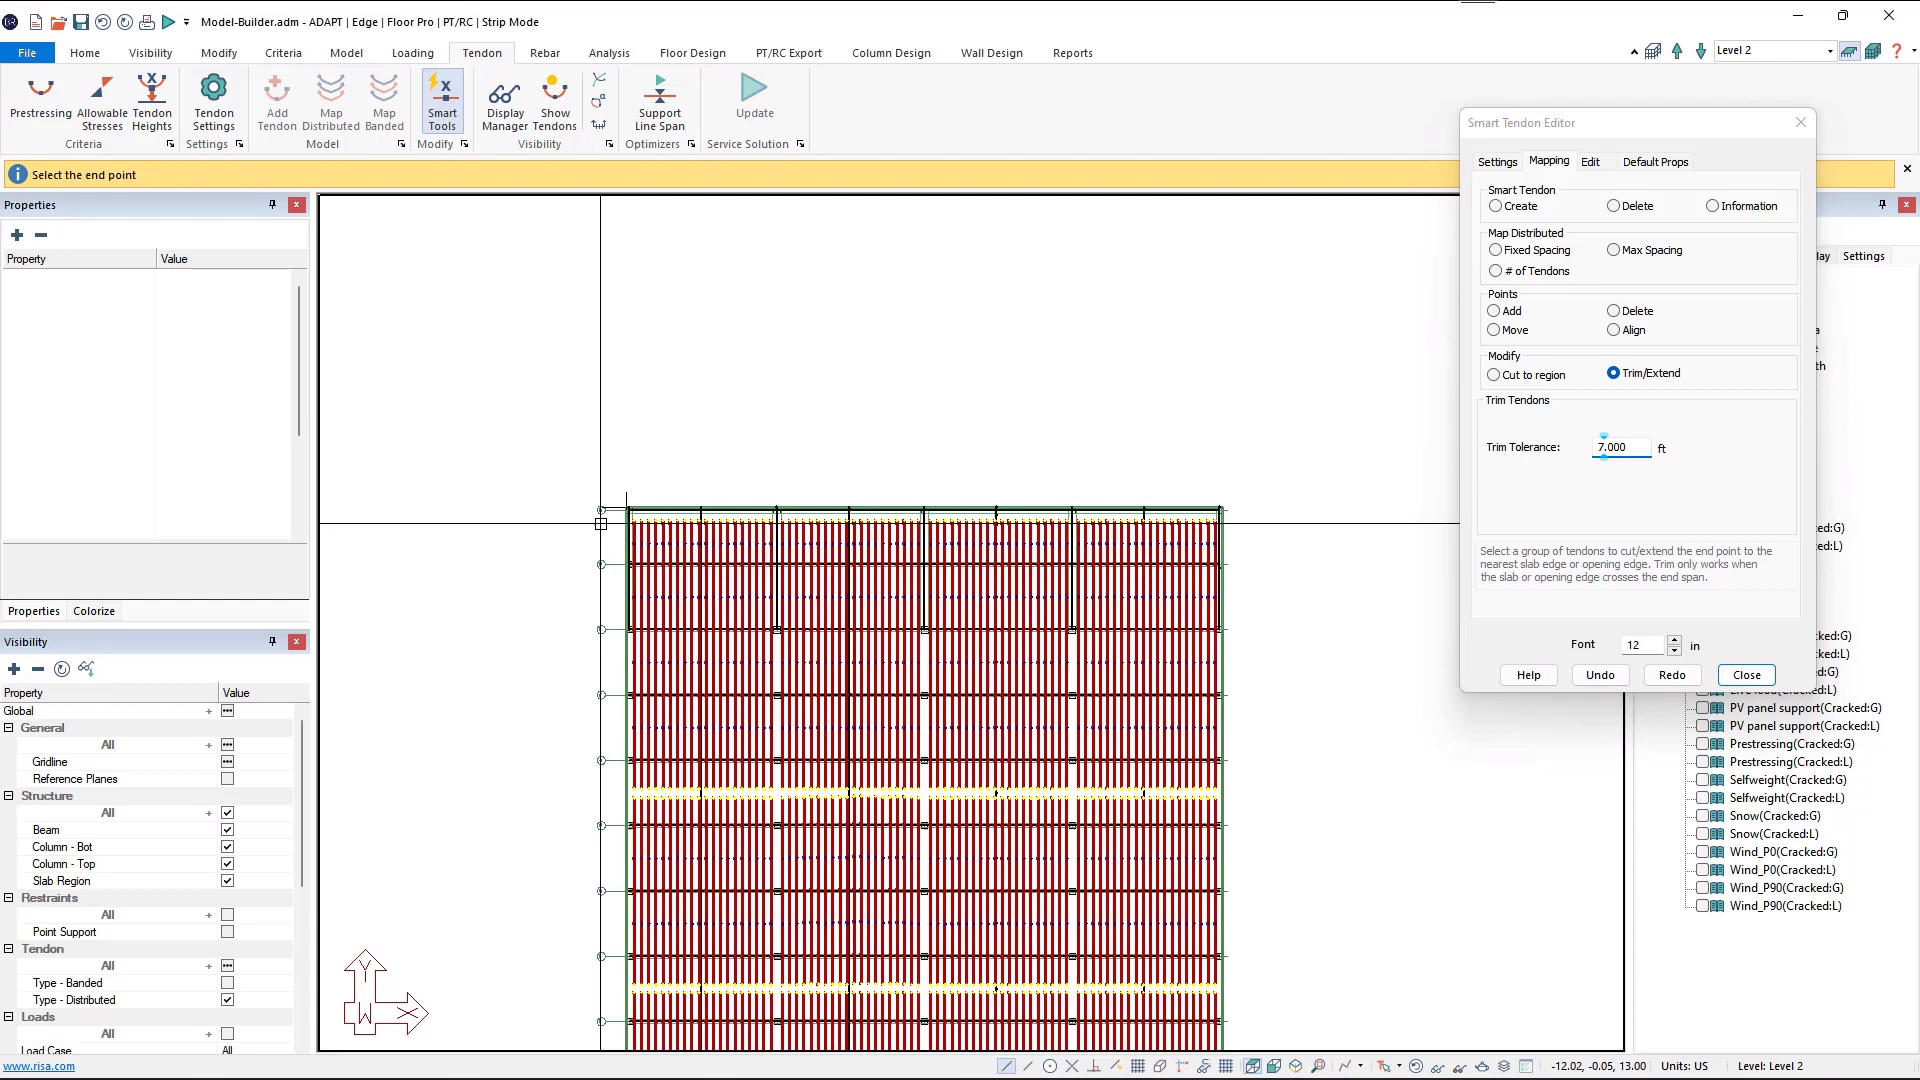 Model-Builder.adm - ADAPT | Edge | Floor Pro | PT/RC | Strip Mode
File Home Visibility Modify Criteria Model Loading Tendon Rebar Analysis Floor Design PT/RC Export Column Design Wall Design Reports
Level 2
Prestressing
Allowable Stresses
Tendon Heights
Tendon Settings
Add Tendon
Map Distributed
Map Banded
Smart Tools
Display Manager
Show Tendons
Support Line Span
Update
Criteria Settings Model Modify Visibility Optimizers Service Solution
Select the end point
Properties
Property Value
Properties Colorize
Visibility
Property Value
Global
General
All
Gridline
Reference Planes
Structure
All
Beam
Column - Bot
Column - Top
Slab Region
Restraints
All
Point Support
Tendon
All
Type - Banded
Type - Distributed
Loads
All
Load Case All
www.risa.com
Y
W X
Smart Tendon Editor
Settings Mapping Edit Default Props
Smart Tendon
Create Delete Information
Map Distributed
Fixed Spacing Max Spacing
# of Tendons
Points
Add Delete
Move Align
Modify
Cut to region Trim/Extend
Trim Tendons
Trim Tolerance: 7.000 ft
Select a group of tendons to cut/extend the end point to the
nearest slab edge or opening edge. Trim only works when
the slab or opening edge crosses the end span.
Font 12 in
Help Undo Redo Close
lay Settings
a
th
ced:G)
ced:L)
ked:G)
ked:L)
d:G)
Live load(Cracked:L)
PV panel support(Cracked:G)
PV panel support(Cracked:L)
Prestressing(Cracked:G)
Prestressing(Cracked:L)
Selfweight(Cracked:G)
Selfweight(Cracked:L)
Snow(Cracked:G)
Snow(Cracked:L)
Wind_P0(Cracked:G)
Wind_P0(Cracked:L)
Wind_P90(Cracked:G)
Wind_P90(Cracked:L)
-12.02, -0.05, 13.00 Units: US Level: Level 2